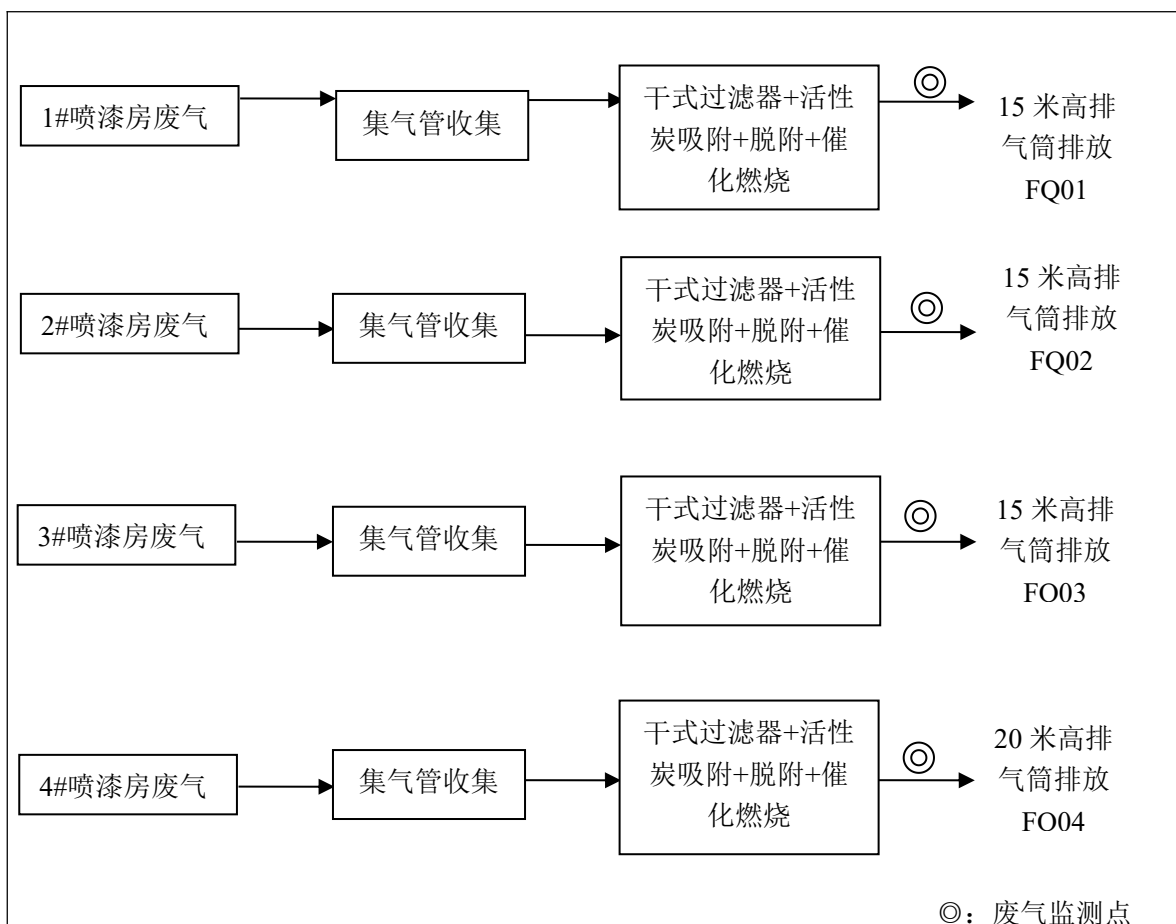 1#喷漆房废气
集气管收集
干式过滤器+活性
炭吸附+脱附+催
化燃烧
◎
15 米高排
气筒排放
FQ01
2#喷漆房废气
集气管收集
干式过滤器+活性
炭吸附+脱附+催
化燃烧
◎
15 米高排
气筒排放
FQ02
3#喷漆房废气
集气管收集
干式过滤器+活性
炭吸附+脱附+催
化燃烧
◎
15 米高排
气筒排放
FO03
4#喷漆房废气
集气管收集
干式过滤器+活性
炭吸附+脱附+催
化燃烧
◎
20 米高排
气筒排放
FO04
◎：废气监测点